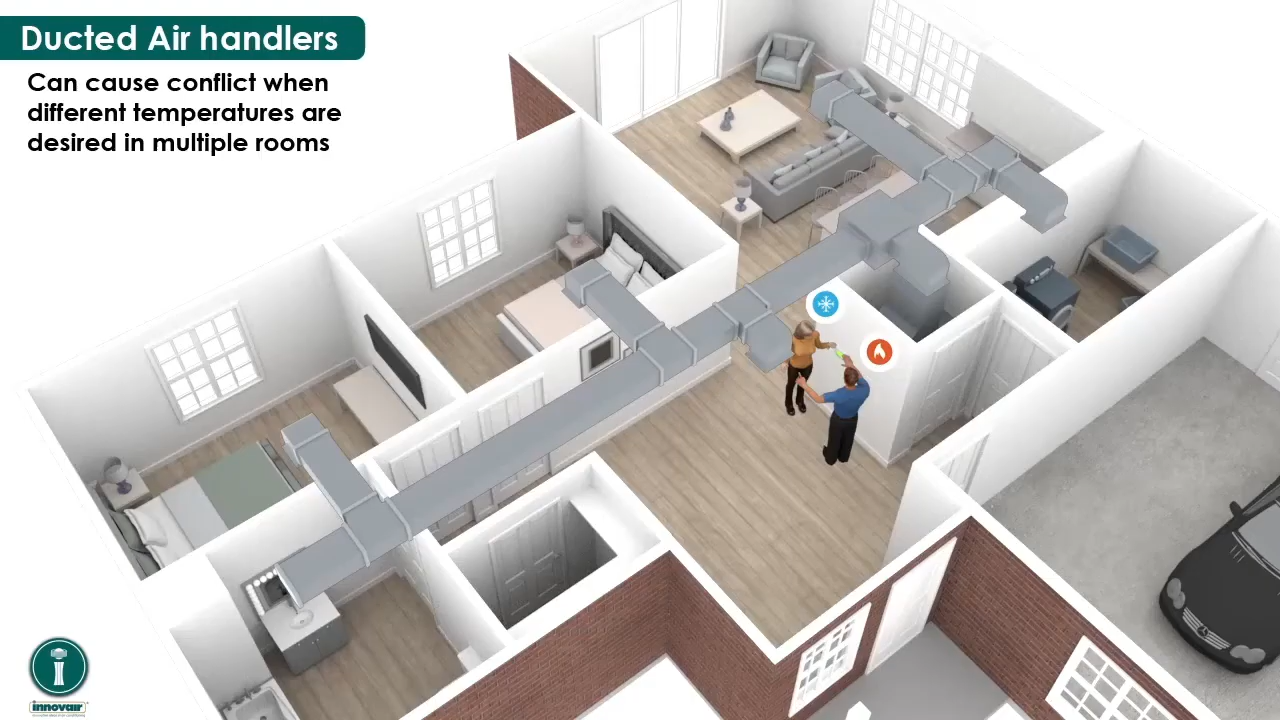 Ducted Air handlers
Can cause conflict when
different temperatures are
desired in multiple rooms
innovair